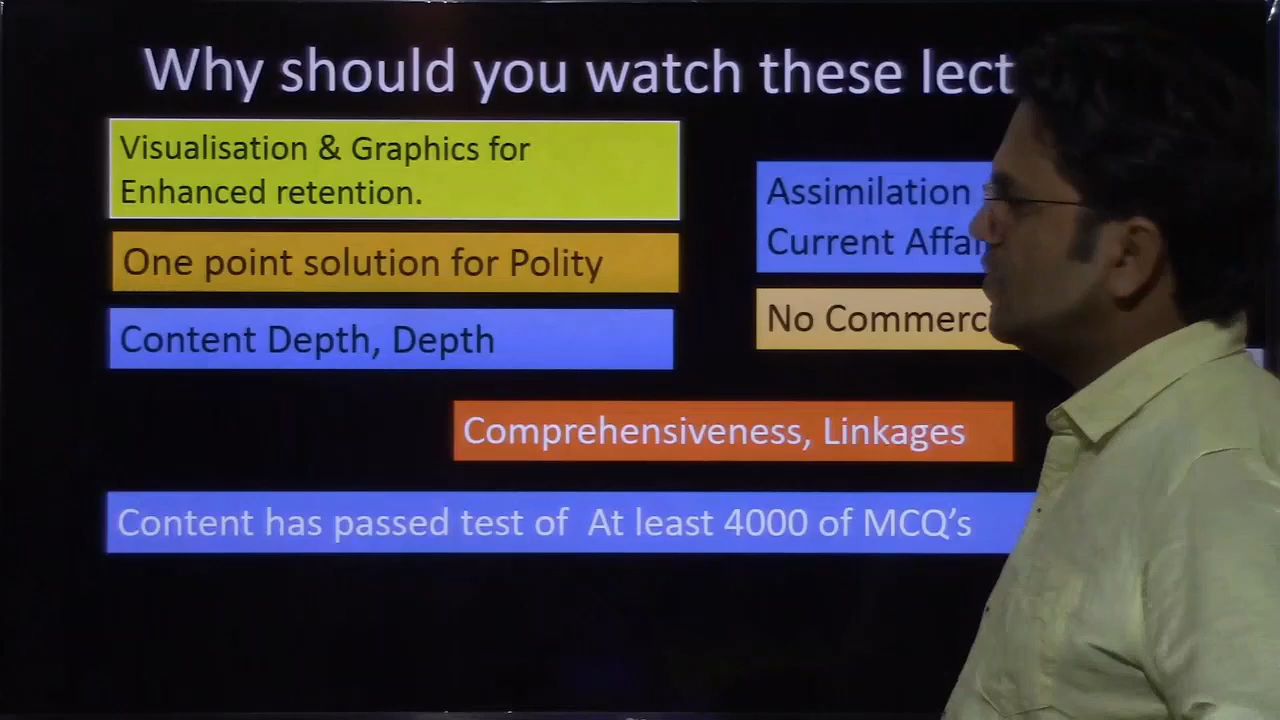 Why should you watch these lect
Visualisation & Graphics for
Enhanced retention.
One point solution for Polity
Content Depth, Depth
Assimilation
Current Affai
No Commerc
Comprehensiveness, Linkages
Content has passed test of At least 4000 of MCQ's